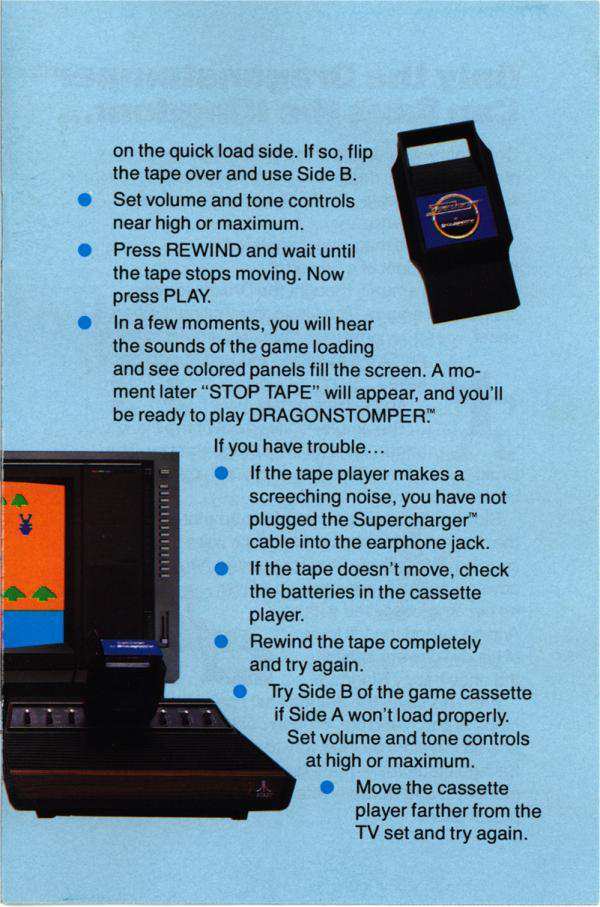 on the quick load side. If so, flip
the tape over and use Side B.
● Set volume and tone controls
near high or maximum.
● Press REWIND and wait until
the tape stops moving. Now
press PLAY.
● In a few moments, you will hear
the sounds of the game loading
and see colored panels fill the screen. A mo-
ment later “STOP TAPE” will appear, and you’ll
be ready to play DRAGONSTOMPER.™
If you have trouble...
● If the tape player makes a
screeching noise, you have not
plugged the Supercharger™
cable into the earphone jack.
● If the tape doesn’t move, check
the batteries in the cassette
player.
● Rewind the tape completely
and try again.
● Try Side B of the game cassette
if Side A won’t load properly.
Set volume and tone controls
at high or maximum.
● Move the cassette
player farther from the
TV set and try again.
ATARI